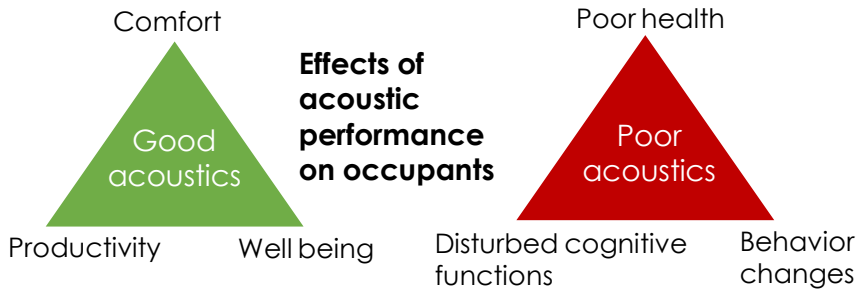 Comfort
Good
acoustics
Productivity
Well being
Effects of
acoustic
performance
on occupants
Poor health
Poor
acoustics
Disturbed cognitive
functions
Behavior
changes